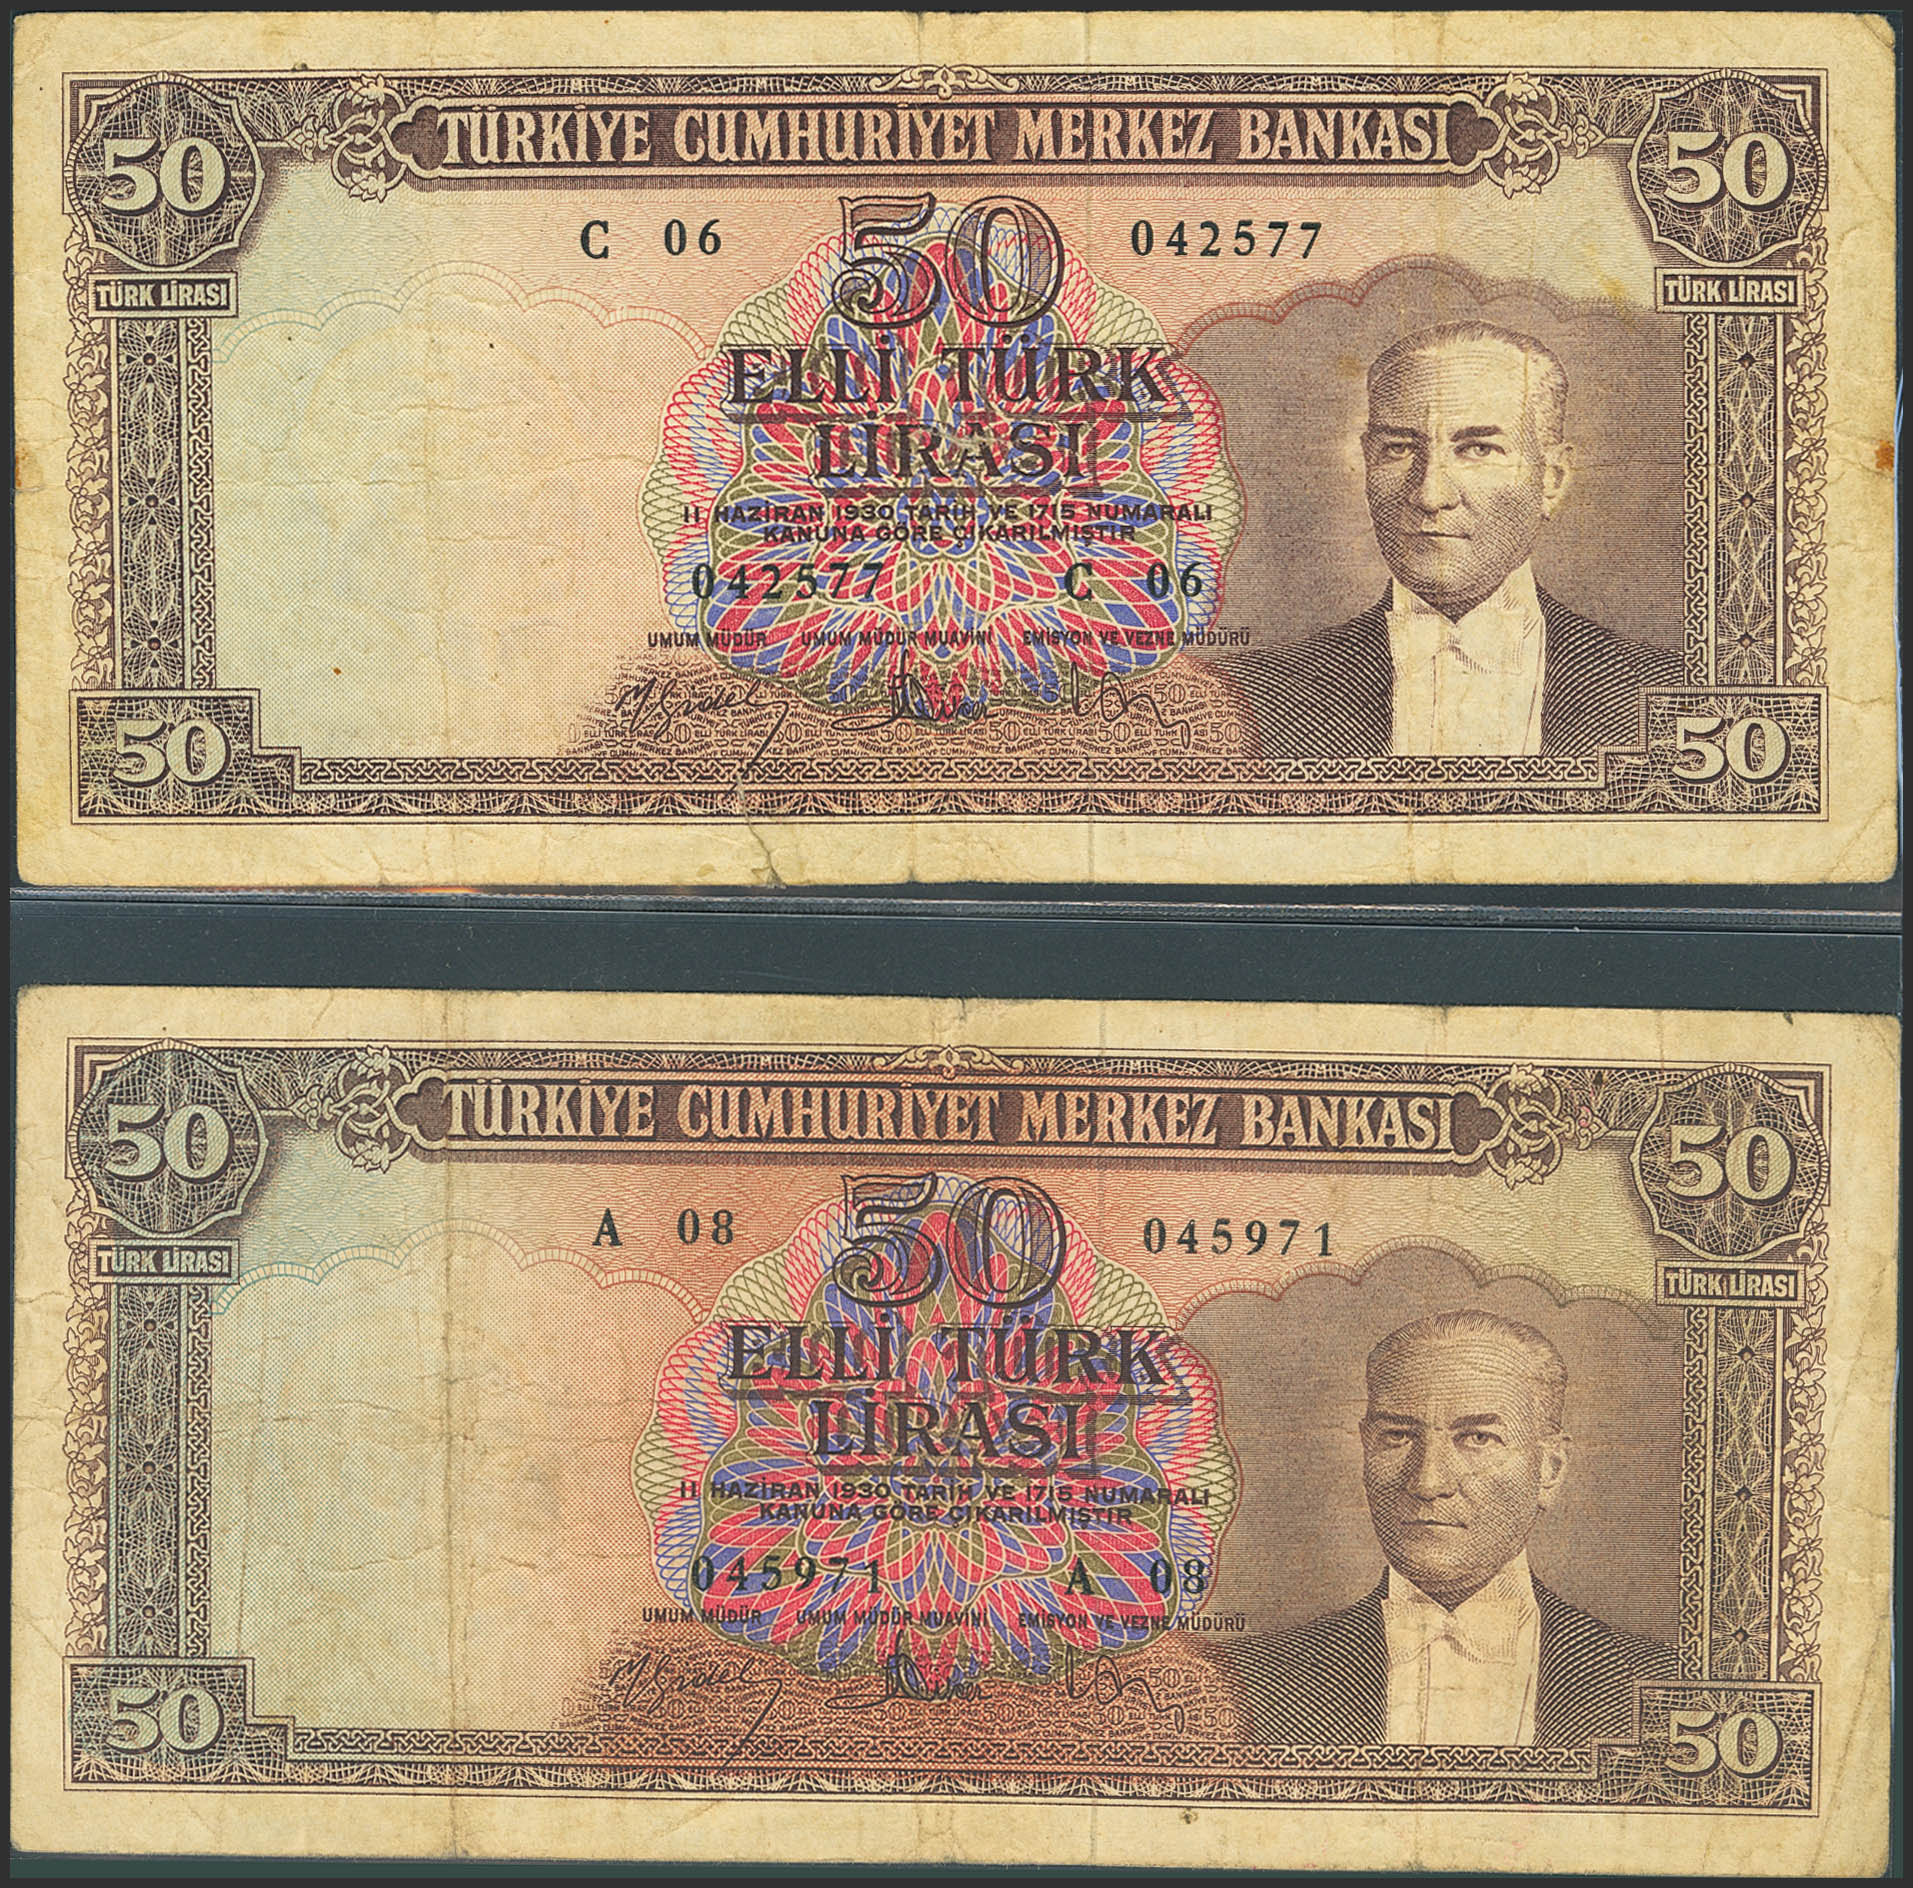 TÜRKİYE CUMHURİYET MERKEZ BANKASI
50
50
C 06
50
042577
TÜRK LİRASI
TÜRK LİRASI
ELLİ TÜRK
LİRASI
11 HAZİRAN 1930 TARİH VE 1715 NUMARALI
KANUNA GÖRE ÇIKARILMIŞTIR
042577 C 06
UMUM MÜDÜR UMUM MÜDÜR MUAVİNİ EMİSYON VE VEZNE MÜDÜRÜ
50
50
TÜRKİYE CUMHURİYET MERKEZ BANKASI
50
50
A 08
50
045971
TÜRK LİRASI
TÜRK LİRASI
ELLİ TÜRK
LİRASI
11 HAZİRAN 1930 TARİH VE 1715 NUMARALI
KANUNA GÖRE ÇIKARILMIŞTIR
045971 A 08
UMUM MÜDÜR UMUM MÜDÜR MUAVİNİ EMİSYON VE VEZNE MÜDÜRÜ
50
50